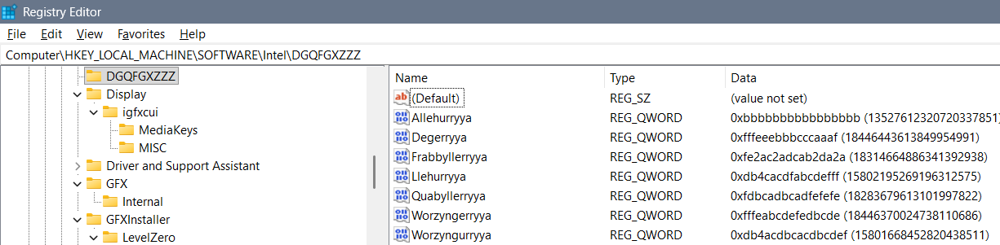 Registry Editor
File Edit View Favorites Help
Computer\HKEY_LOCAL_MACHINE\SOFTWARE\Intel\DGQFGXZZZ
DGQFGXZZZ
Display
igfxcui
MediaKeys
MISC
Driver and Support Assistant
GFX
Internal
GFXInstaller
LevelZero
Name Type Data
(Default) REG_SZ (value not set)
Allehurryya REG_QWORD 0xbbbbbbbbbbbbbbbb (13527612320720337851)
Degerryya REG_QWORD 0xfffeeebbbcccaaaf (18446443613849954991)
Frabbyllerryya REG_QWORD 0xfe2ac2adcab2da2a (18314664886341392938)
Llehurryya REG_QWORD 0xdb4cacdfabcdefff (15802195269196312575)
Quabyllerryya REG_QWORD 0xfdbcadbcadfefefe (18283679613101997822)
Worzyngerryya REG_QWORD 0xfffeabcdefedbcde (18446370024738110686)
Worzyngurryya REG_QWORD 0xdb4acdbcacdbcdef (15801668452820438511)